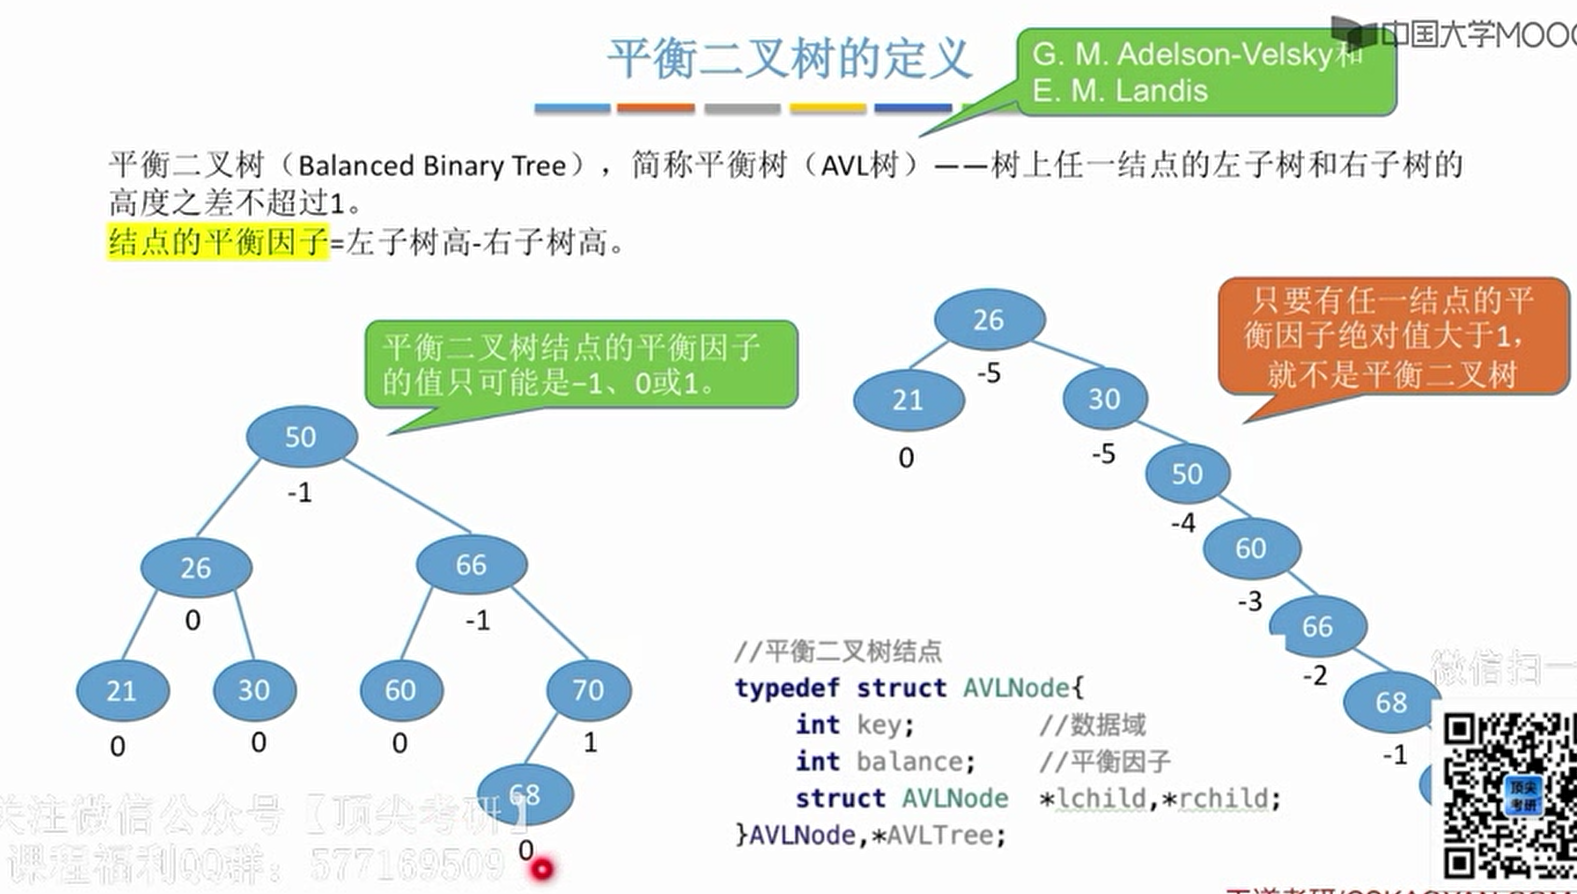 中国大学MOOC
平衡二叉树的定义
G. M. Adelson-Velsky和
E. M. Landis
平衡二叉树（Balanced Binary Tree），简称平衡树（AVL树）——树上任一结点的左子树和右子树的
高度之差不超过1。
结点的平衡因子=左子树高-右子树高。
平衡二叉树结点的平衡因子
的值只可能是−1、0或1。
只要有任一结点的平
衡因子绝对值大于1，
就不是平衡二叉树
50
-1
26
0
66
-1
21
0
30
0
60
0
70
1
68
0
26
-5
21
0
30
-5
50
-4
60
-3
66
-2
68
-1
//平衡二叉树结点
typedef struct AVLNode{
int key; //数据域
int balance; //平衡因子
struct AVLNode *lchild,*rchild;
}AVLNode,*AVLTree;
微信扫一
顶尖
考研
关注微信公众号【顶尖考研】
课程福利QQ群：577169509